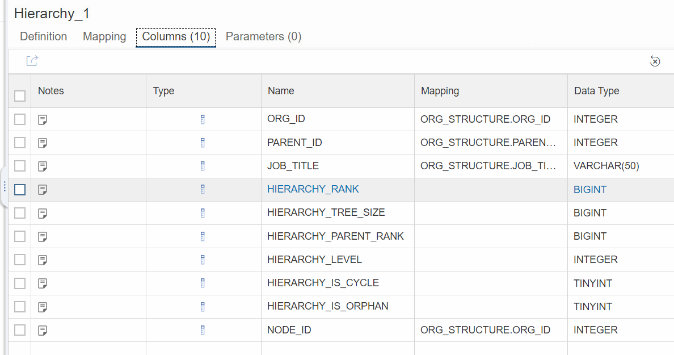 Hierarchy_1
Definition Mapping Columns (10) Parameters (0)
Notes Type Name Mapping Data Type
ORG_ID ORG_STRUCTURE.ORG_ID INTEGER
PARENT_ID ORG_STRUCTURE.PAREN... INTEGER
JOB_TITLE ORG_STRUCTURE.JOB_TI... VARCHAR(50)
HIERARCHY_RANK BIGINT
HIERARCHY_TREE_SIZE BIGINT
HIERARCHY_PARENT_RANK BIGINT
HIERARCHY_LEVEL INTEGER
HIERARCHY_IS_CYCLE TINYINT
HIERARCHY_IS_ORPHAN TINYINT
NODE_ID ORG_STRUCTURE.ORG_ID INTEGER